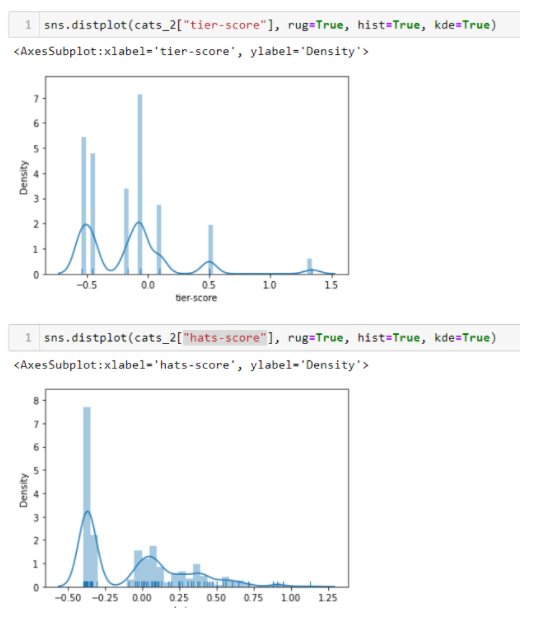 1 sns.distplot(cats_2["tier-score"], rug=True, hist=True, kde=True)
<AxesSubplot:xlabel='tier-score', ylabel='Density'>
7
6
5
4
3
2
1
0
Density
−0.5 0.0 0.5 1.0 1.5
tier-score
1 sns.distplot(cats_2["hats-score"], rug=True, hist=True, kde=True)
<AxesSubplot:xlabel='hats-score', ylabel='Density'>
8
7
6
5
4
3
2
1
0
Density
−0.50 −0.25 0.00 0.25 0.50 0.75 1.00 1.25